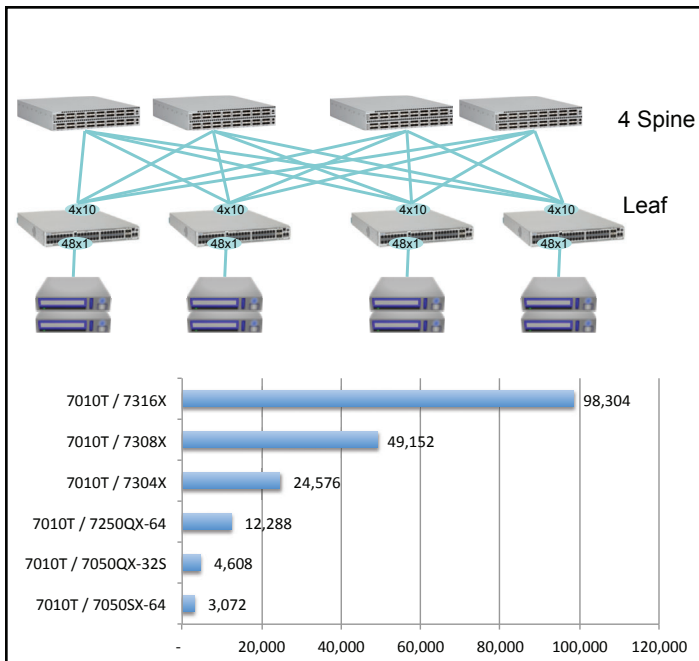 4 Spine
4x10 4x10 4x10 4x10
Leaf
48x1 48x1 48x1 48x1
7010T / 7316X 98,304
7010T / 7308X 49,152
7010T / 7304X 24,576
7010T / 7250QX-64 12,288
7010T / 7050QX-32S 4,608
7010T / 7050SX-64 3,072
- 20,000 40,000 60,000 80,000 100,000 120,000